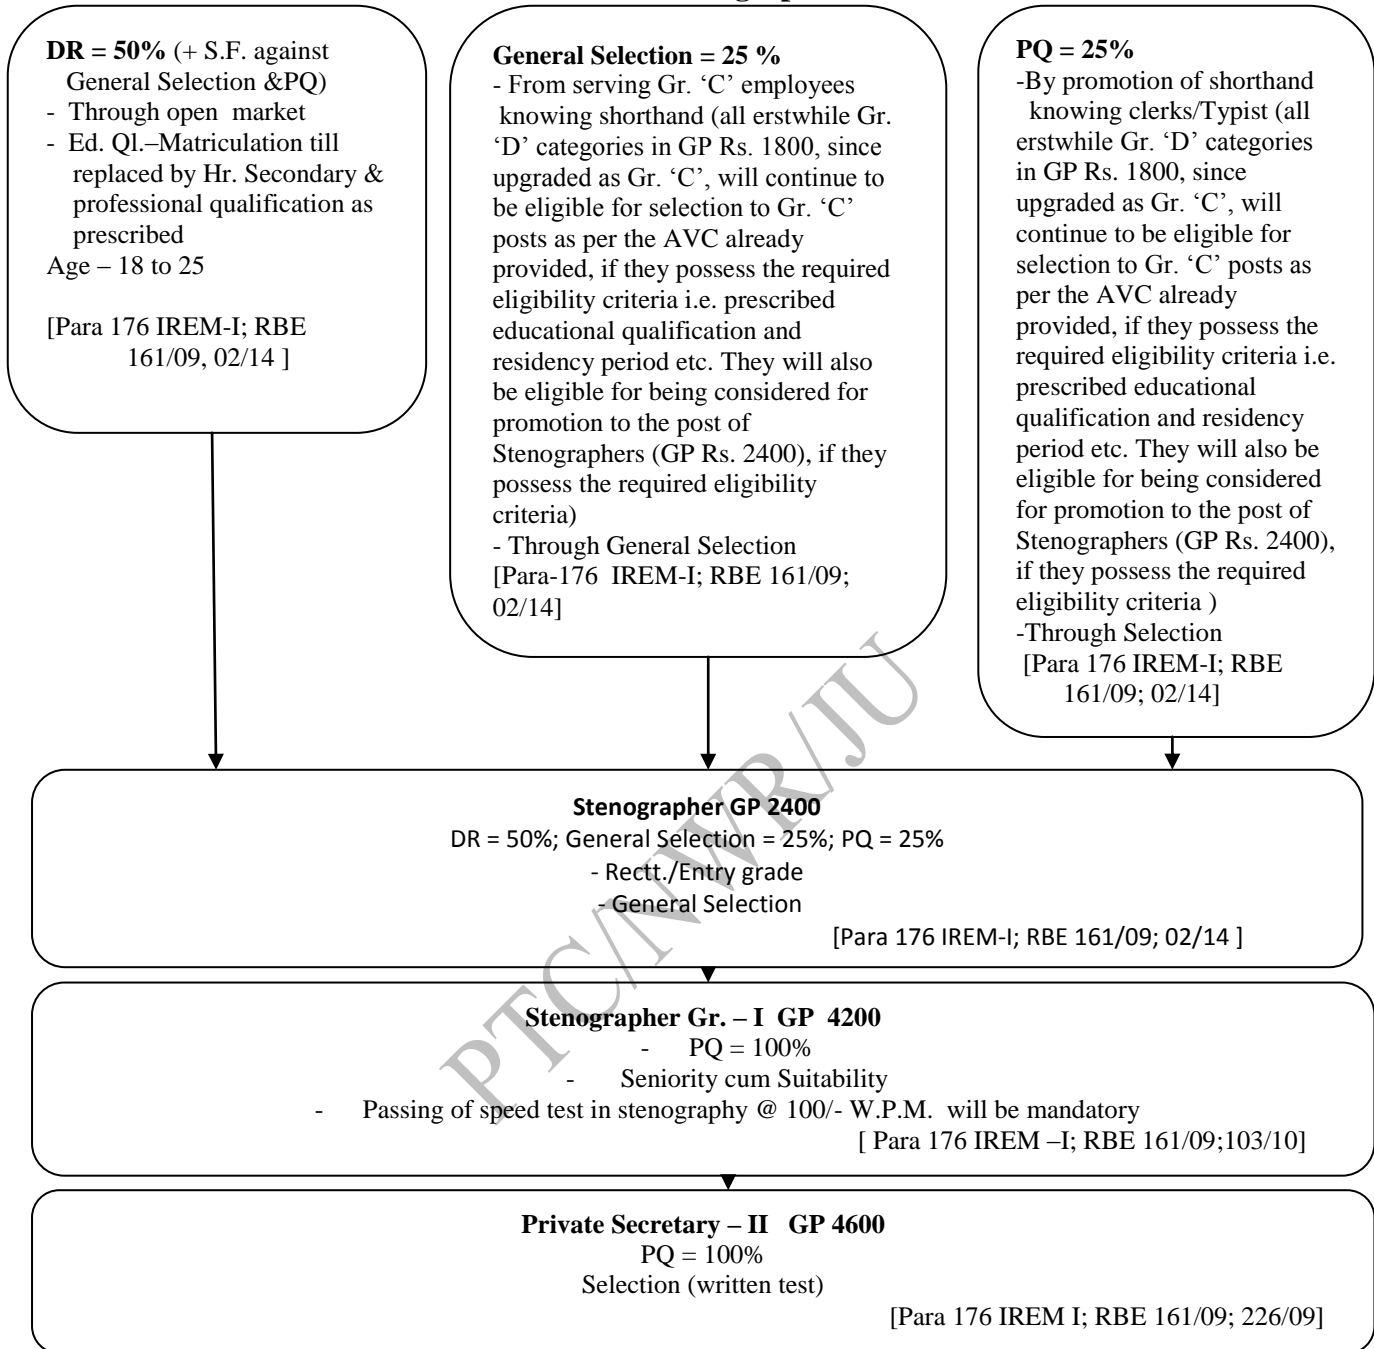 DR = 50% (+ S.F. against
General Selection &PQ)
- Through open market
- Ed. Ql.–Matriculation till
replaced by Hr. Secondary &
professional qualification as
prescribed
Age – 18 to 25
[Para 176 IREM-I; RBE
161/09, 02/14 ]
General Selection = 25 %
- From serving Gr. ‘C’ employees
knowing shorthand (all erstwhile Gr.
‘D’ categories in GP Rs. 1800, since
upgraded as Gr. ‘C’, will continue to
be eligible for selection to Gr. ‘C’
posts as per the AVC already
provided, if they possess the required
eligibility criteria i.e. prescribed
educational qualification and
residency period etc. They will also
be eligible for being considered for
promotion to the post of
Stenographers (GP Rs. 2400), if they
possess the required eligibility
criteria)
- Through General Selection
[Para-176 IREM-I; RBE 161/09;
02/14]
PQ = 25%
-By promotion of shorthand
knowing clerks/Typist (all
erstwhile Gr. ‘D’ categories
in GP Rs. 1800, since
upgraded as Gr. ‘C’, will
continue to be eligible for
selection to Gr. ‘C’ posts as
per the AVC already
provided, if they possess the
required eligibility criteria i.e.
prescribed educational
qualification and residency
period etc. They will also be
eligible for being considered
for promotion to the post of
Stenographers (GP Rs. 2400),
if they possess the required
eligibility criteria )
-Through Selection
[Para 176 IREM-I; RBE
161/09; 02/14]
Stenographer GP 2400
DR = 50%; General Selection = 25%; PQ = 25%
- Rectt./Entry grade
- General Selection
[Para 176 IREM-I; RBE 161/09; 02/14 ]
Stenographer Gr. – I GP 4200
- PQ = 100%
- Seniority cum Suitability
- Passing of speed test in stenography @ 100/- W.P.M. will be mandatory
[ Para 176 IREM –I; RBE 161/09;103/10]
Private Secretary – II GP 4600
PQ = 100%
Selection (written test)
[Para 176 IREM I; RBE 161/09; 226/09]
PTC/NWR/JU